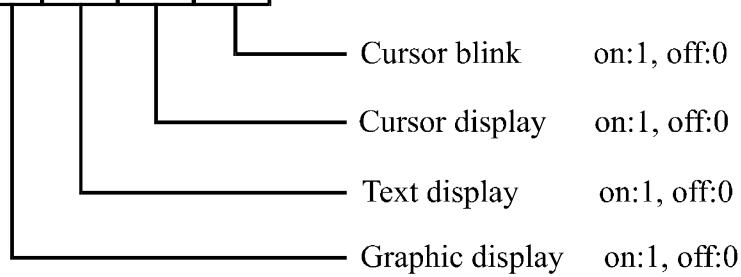 Cursor blink on:1, off:0
Cursor display on:1, off:0
Text display on:1, off:0
Graphic display on:1, off:0